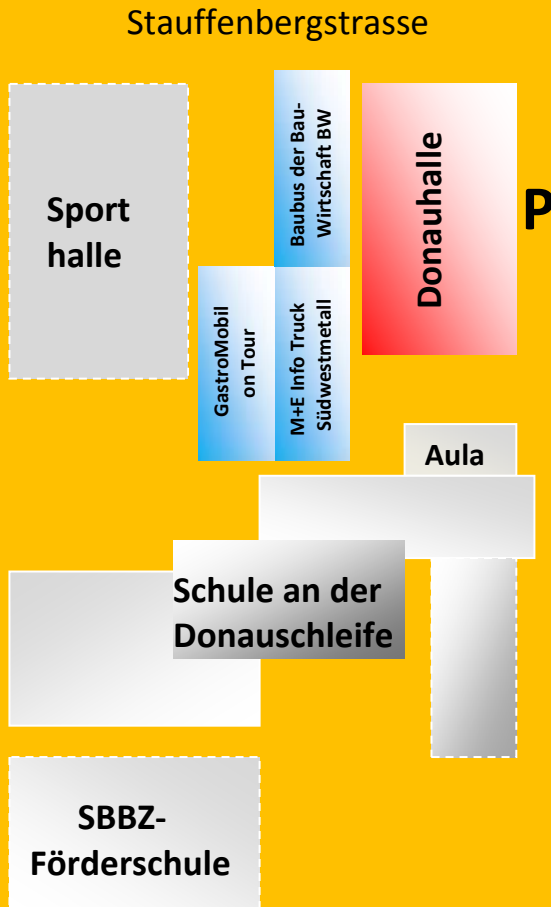 Stauffenbergstrasse
Sport
halle
Baubus der Bau-
Wirtschaft BW
Donauhalle
P
GastroMobil
on Tour
M+E Info Truck
Südwestmetall
Aula
Schule an der
Donauschleife
SBBZ-
Förderschule